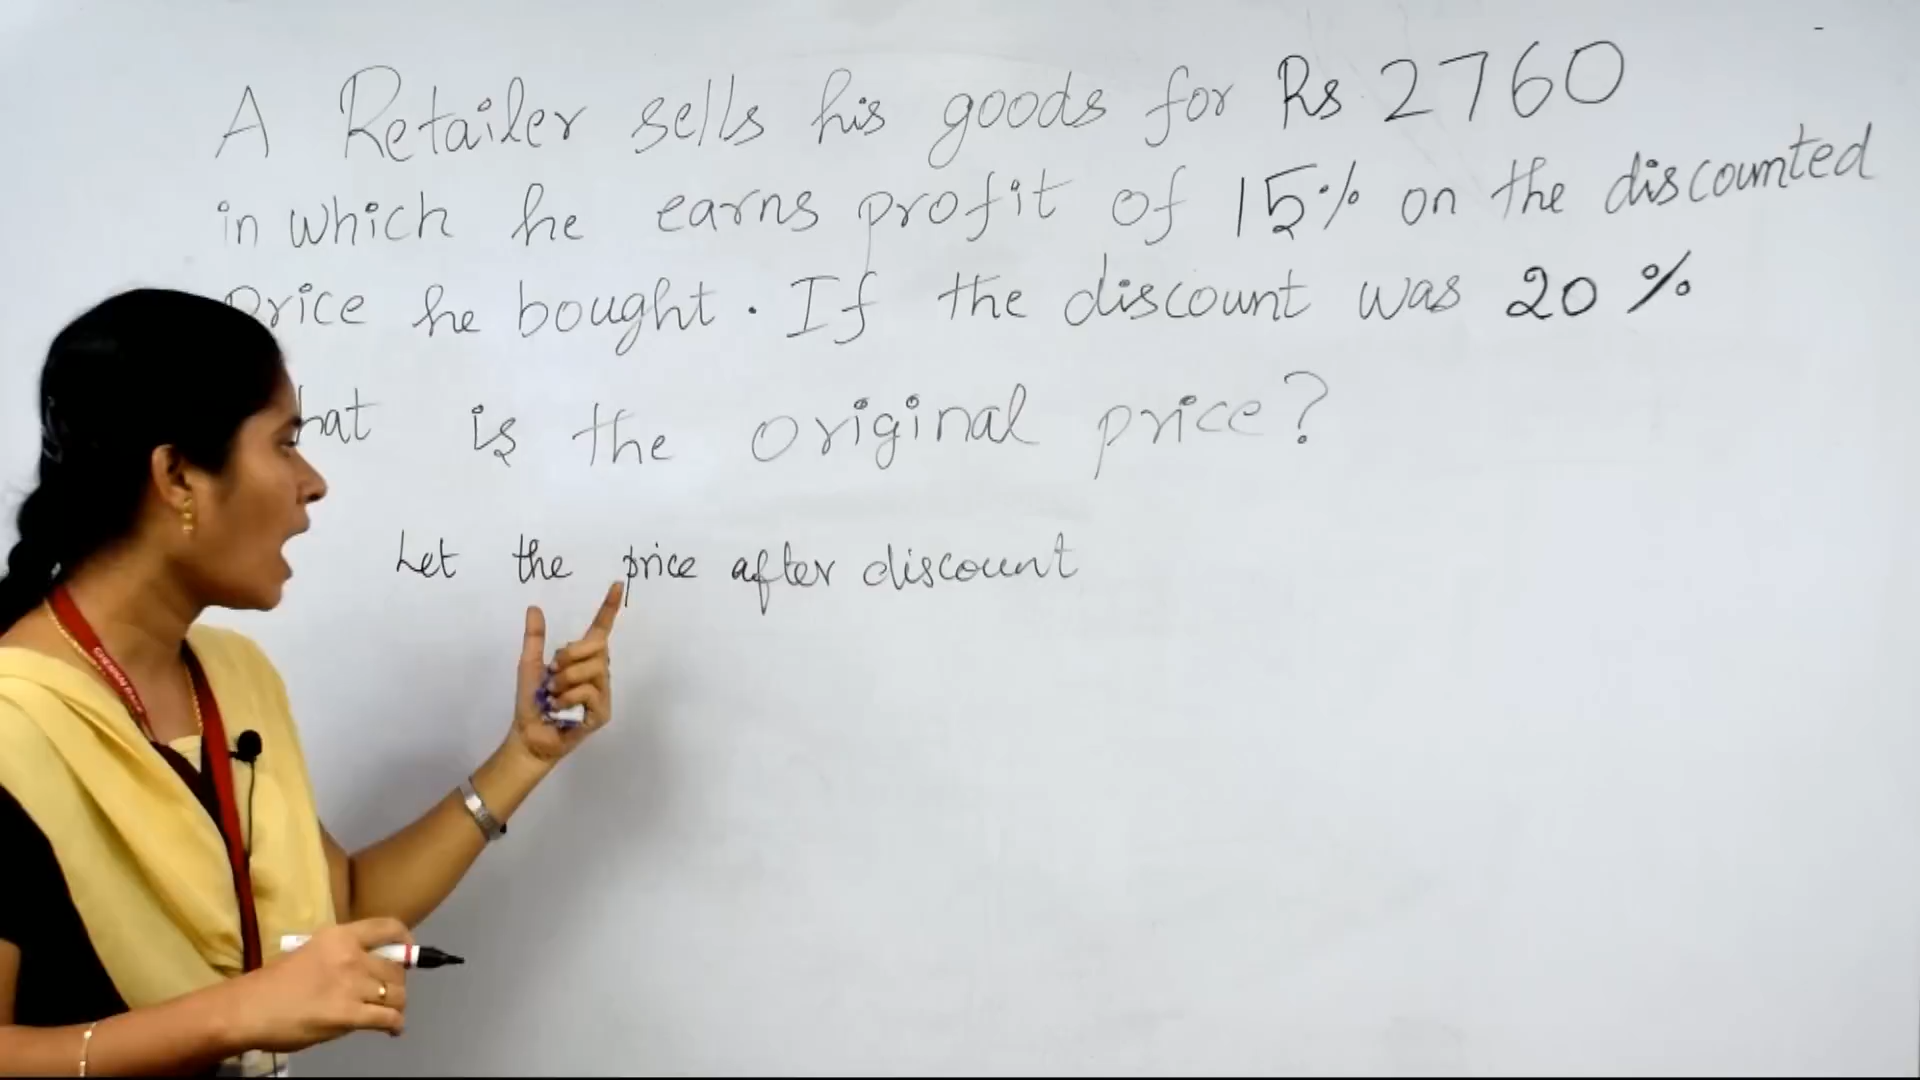 A Retailer sells his goods for Rs 2760
in which he earns profit of 15% on the discounted
price he bought. If the discount was 20%
hat is the original price?
Let the price after discount